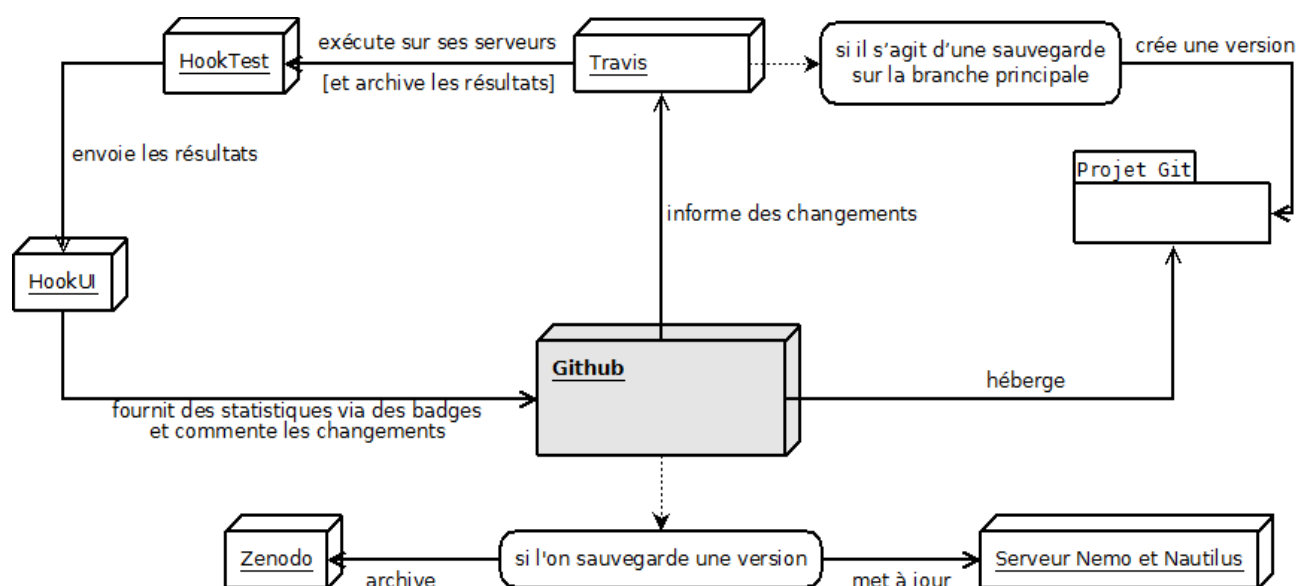 exécute sur ses serveurs
HookTest
[et archive les résultats]
Travis
si il s’agit d’une sauvegarde
sur la branche principale
crée une version
envoie les résultats
Projet Git
informe des changements
HookUI
Github
héberge
fournit des statistiques via des badges
et commente les changements
Zenodo
archive
si l'on sauvegarde une version
met à jour
Serveur Nemo et Nautilus